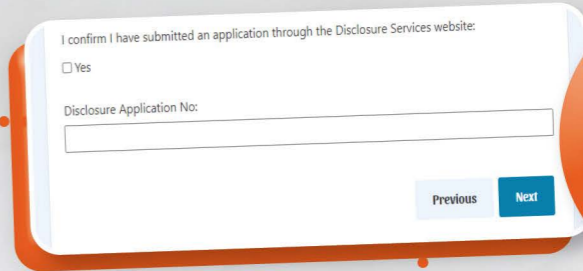 I confirm I have submitted an application through the Disclosure Services website:
Yes
Disclosure Application No:
Previous
Next